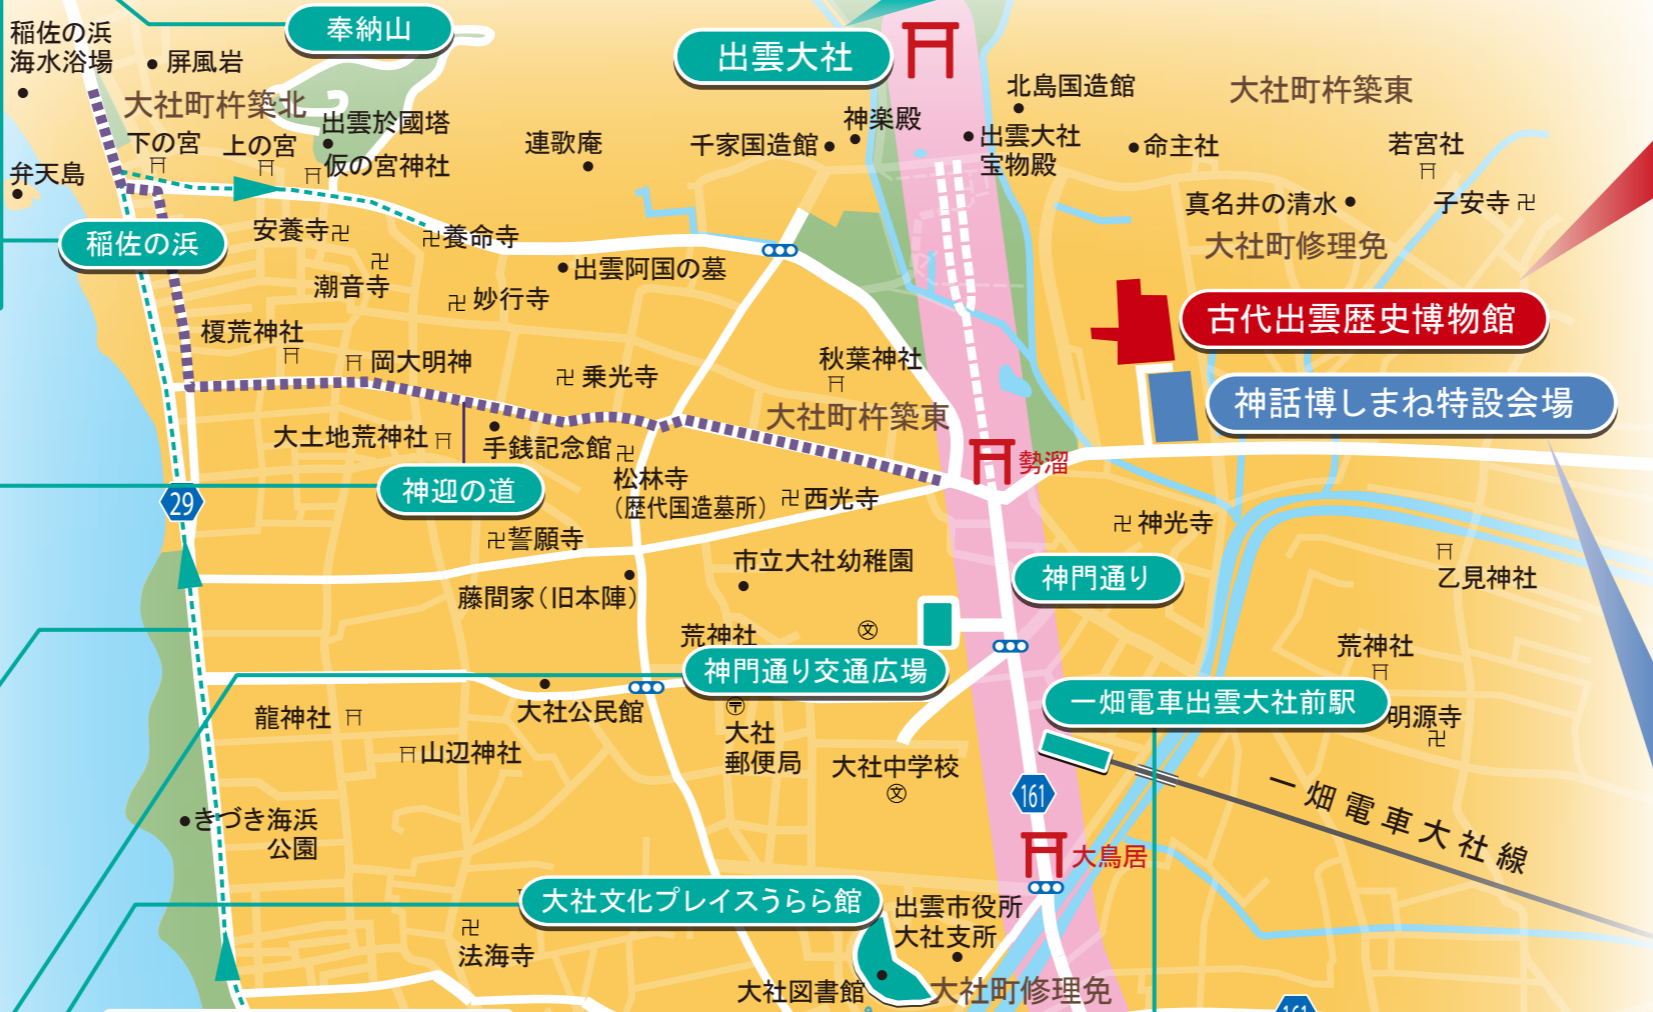 稲佐の浜
海水浴場
屏風岩
奉納山
出雲大社
大社町杵築北
下の宮
上の宮
出雲於國塔
仮の宮神社
連歌庵
千家国造館
神楽殿
北島国造館
出雲大社
宝物殿
命主社
大社町杵築東
若宮社
真名井の清水
子安寺
大社町修理免
弁天島
稲佐の浜
安養寺
養命寺
潮音寺
妙行寺
出雲阿国の墓
古代出雲歴史博物館
神話博しまね特設会場
榎荒神社
岡大明神
乗光寺
秋葉神社
大社町杵築東
大土地荒神社
手銭記念館
松林寺
（歴代国造墓所）
西光寺
勢溜
神迎の道
29
誓願寺
神光寺
乙見神社
市立大社幼稚園
藤間家（旧本陣）
神門通り
荒神社
文
神門通り交通広場
荒神社
一畑電車出雲大社前駅
明源寺
龍神社
大社公民館
山辺神社
大社
郵便局
大社中学校
文
161
一畑電車大社線
きづき海浜
公園
大鳥居
大社文化プレイスうらら館
出雲市役所
大社支所
法海寺
大社図書館
大社町修理免
161